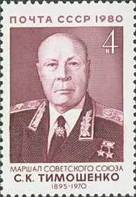 ПОЧТА СССР 1980
4
К
МАРШАЛ СОВЕТСКОГО СОЮЗА
С.К. ТИМОШЕНКО
1895-1970